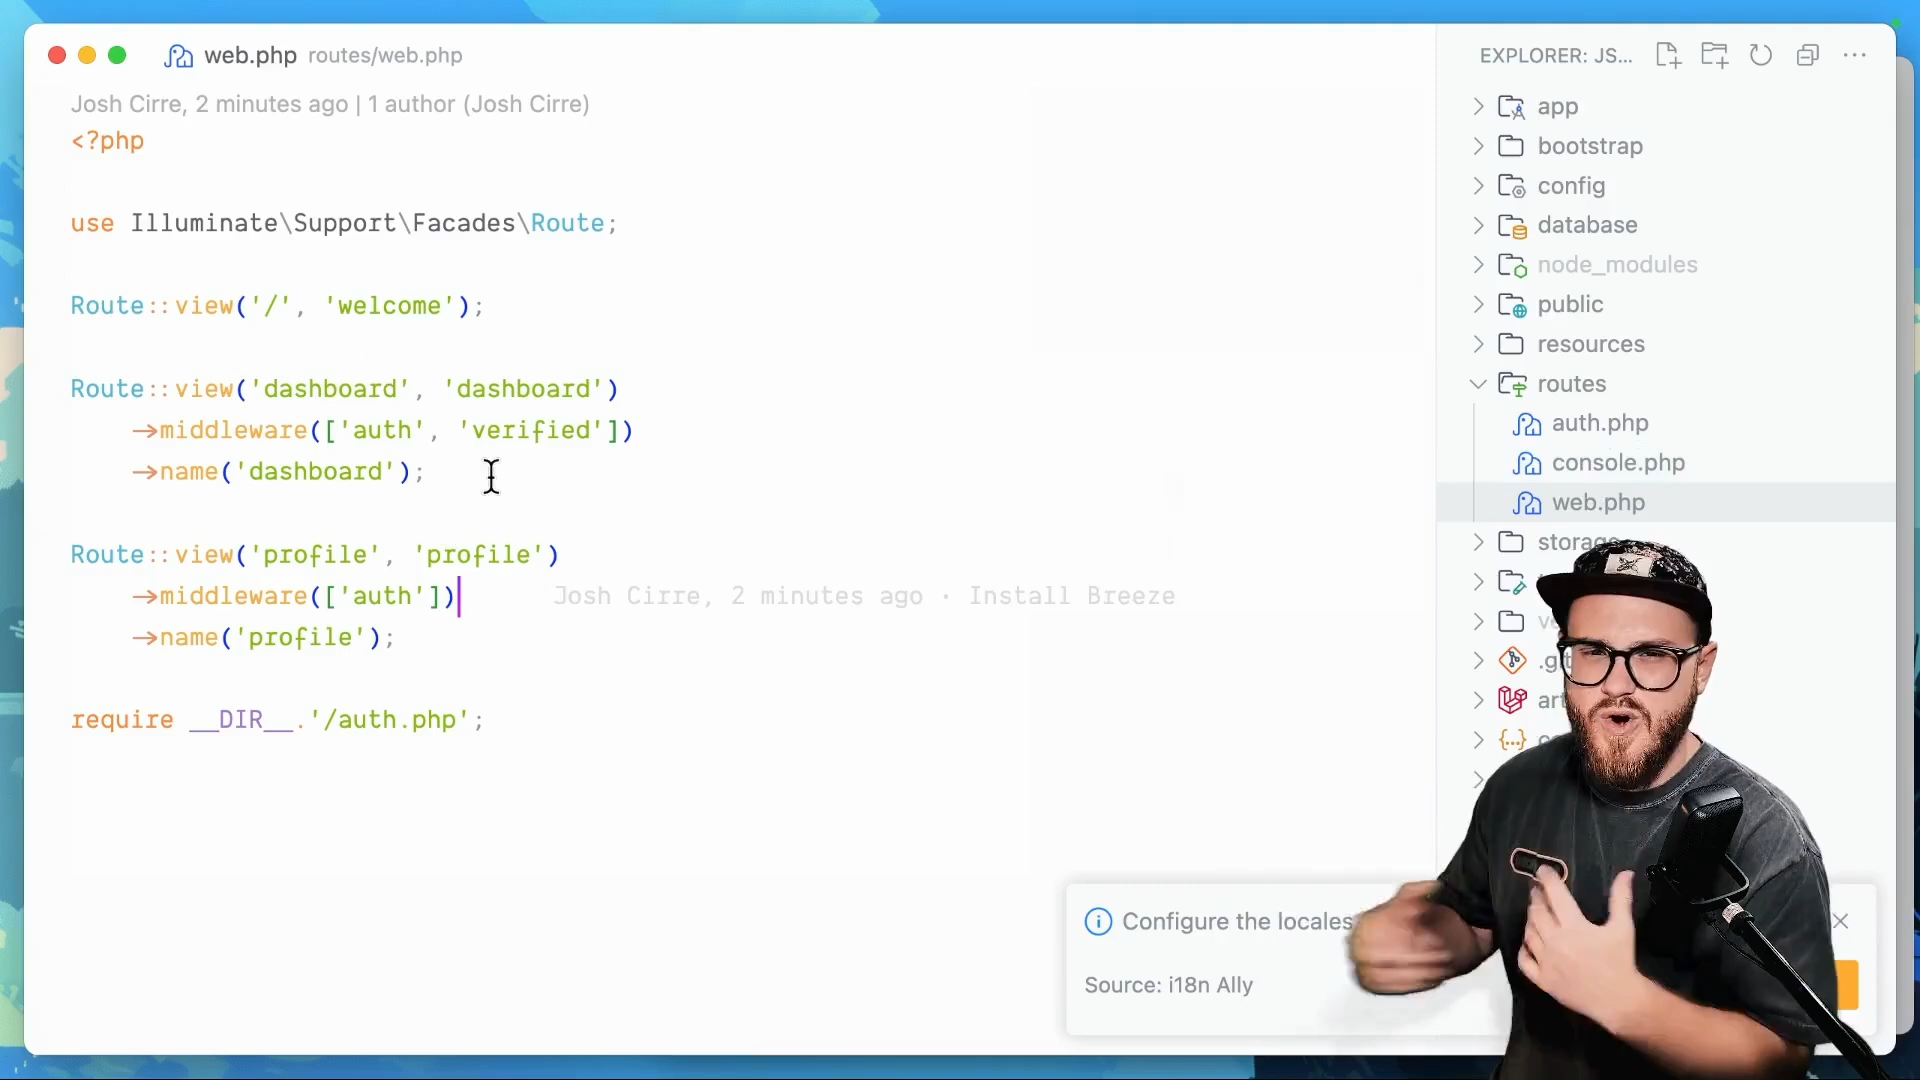 web.php routes/web.php
Josh Cirre, 2 minutes ago | 1 author (Josh Cirre)
<?php
use Illuminate\Support\Facades\Route;
Route::view('/', 'welcome');
Route::view('dashboard', 'dashboard')
->middleware(['auth', 'verified'])
->name('dashboard');
Route::view('profile', 'profile')
->middleware(['auth']) Josh Cirre, 2 minutes ago • Install Breeze
->name('profile');
require __DIR__.'/auth.php';
EXPLORER: JS...
app
bootstrap
config
database
node_modules
public
resources
routes
auth.php
console.php
web.php
Configure the locales
Source: i18n Ally